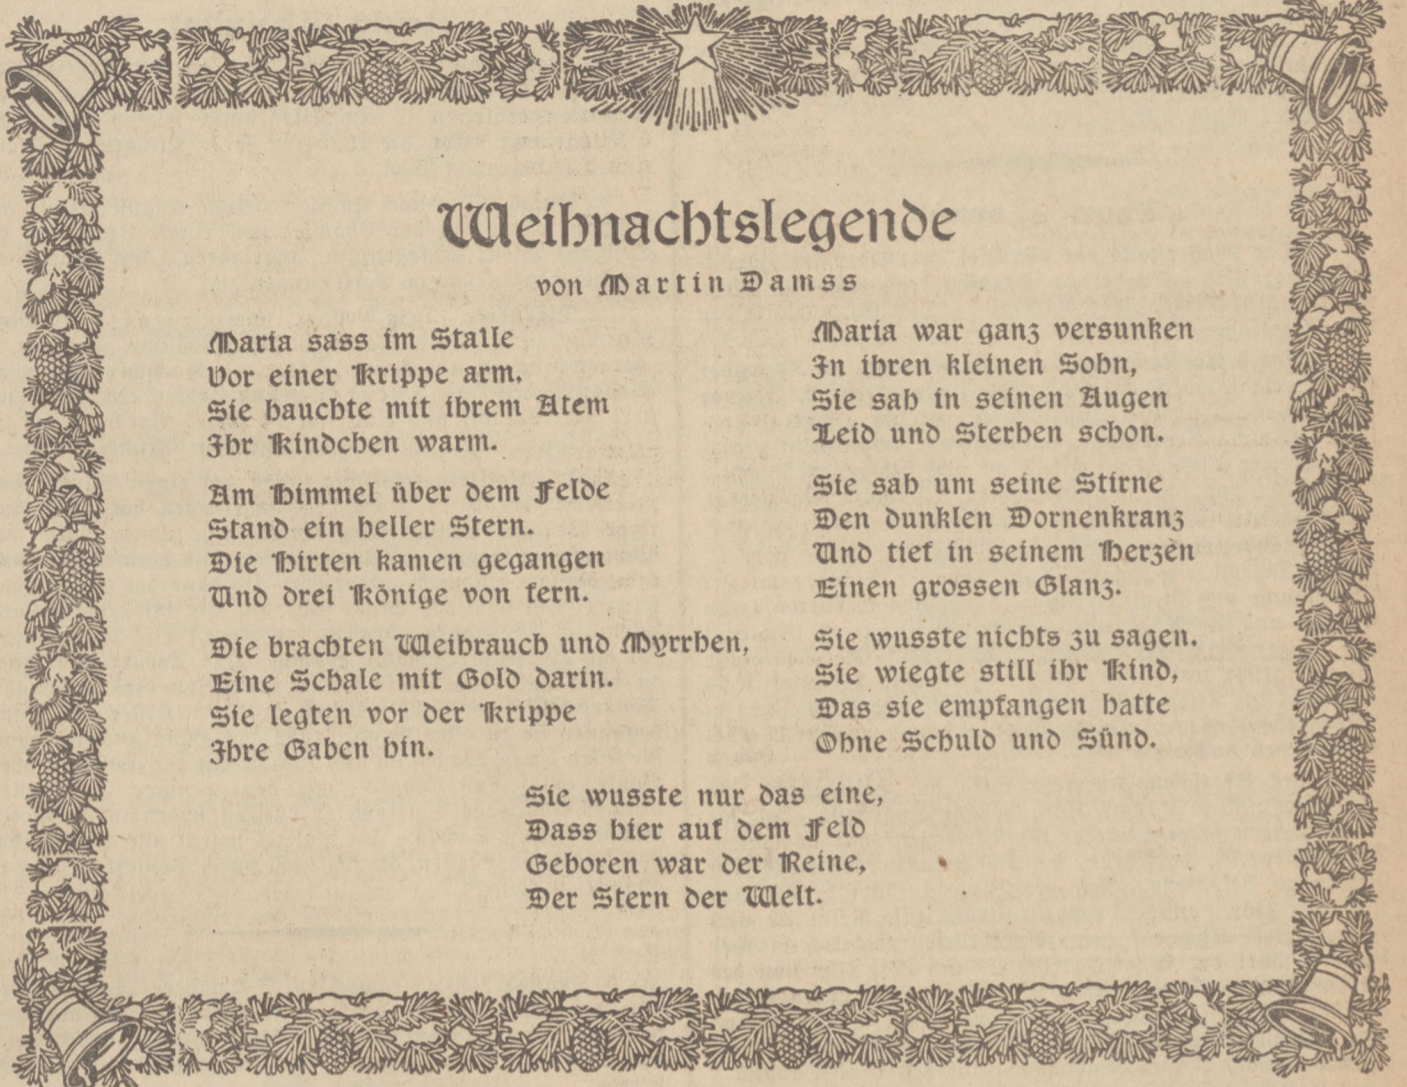 Weihnachtslegende
von Martin Damss
Maria sass im Stalle
Vor einer Krippe arm,
Sie hauchte mit ihrem Atem
Ihr Kindchen warm.
Am Himmel über dem Felde
Stand ein heller Stern.
Die Hirten kamen gegangen
Und drei Könige von fern.
Die brachten Weihrauch und Myrrhen,
Eine Schale mit Gold darin.
Sie legten vor der Krippe
Ihre Gaben hin.
Maria war ganz versunken
In ihren kleinen Sohn,
Sie sah in seinen Augen
Leid und Sterben schon.
Sie sah um seine Stirne
Den dunklen Dornenkranz
Und tief in seinem Herzen
Einen grossen Glanz.
Sie wusste nichts zu sagen.
Sie wiegte still ihr Kind,
Das sie empfangen hatte
Ohne Schuld und Sünd.
Sie wusste nur das eine,
Dass hier auf dem Feld
Geboren war der Reine,
Der Stern der Welt.